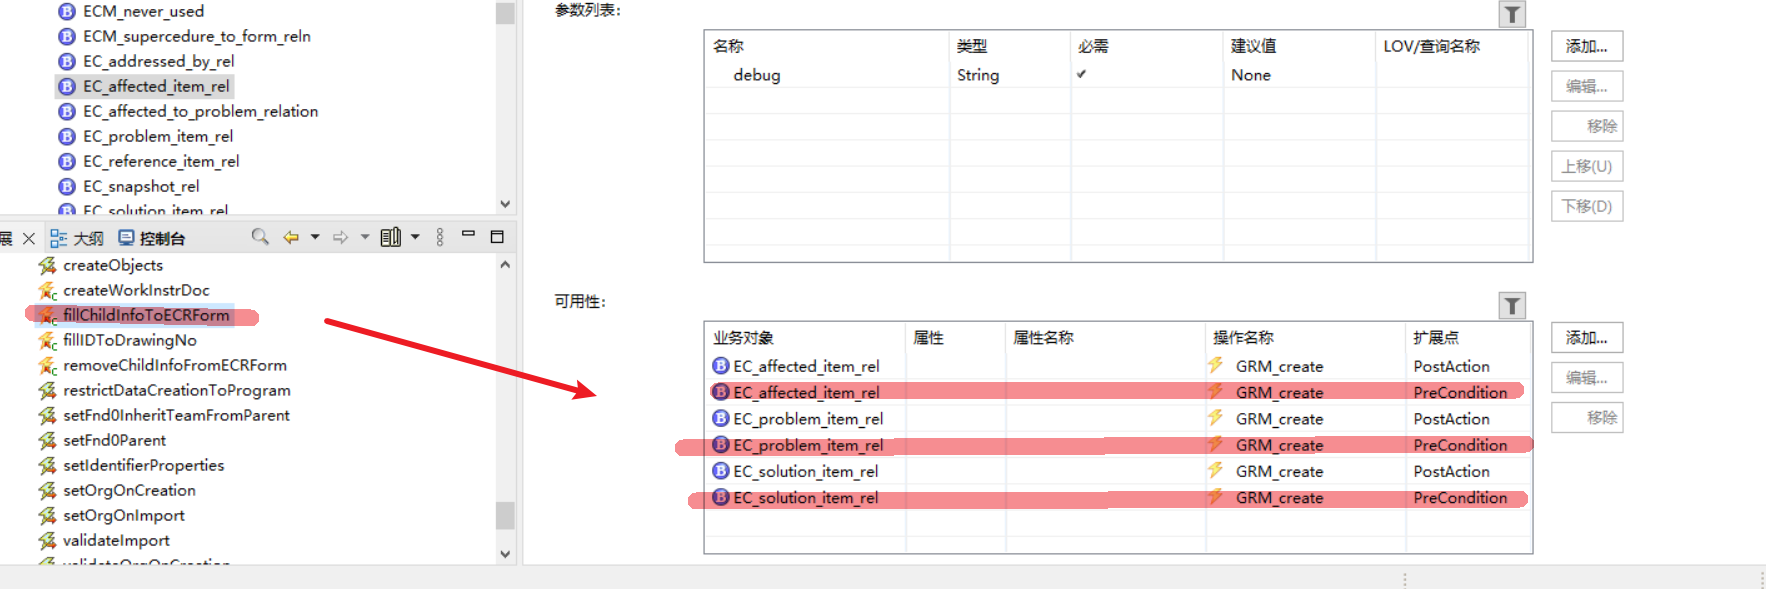 ECM_never_used
ECM_supercedure_to_form_reln
EC_addressed_by_rel
EC_affected_item_rel
EC_affected_to_problem_relation
EC_problem_item_rel
EC_reference_item_rel
EC_snapshot_rel
EC_solution_item_rel
展 大纲 控制台
createObjects
createWorkInstrDoc
fillChildInfoToECRForm
fillIDToDrawingNo
removeChildInfoFromECRForm
restrictDataCreationToProgram
setFnd0InheritTeamFromParent
setFnd0Parent
setIdentifierProperties
setOrgOnCreation
setOrgOnImport
validateImport
validateOrgOnCreation
参数列表：
名称 类型 必需 建议值 LOV/查询名称
debug String ✔ None
添加...
编辑...
移除
上移(U)
下移(D)
可用性：
业务对象 属性 属性名称 操作名称 扩展点
EC_affected_item_rel GRM_create PostAction
EC_affected_item_rel GRM_create PreCondition
EC_problem_item_rel GRM_create PostAction
EC_problem_item_rel GRM_create PreCondition
EC_solution_item_rel GRM_create PostAction
EC_solution_item_rel GRM_create PreCondition
添加...
编辑...
移除